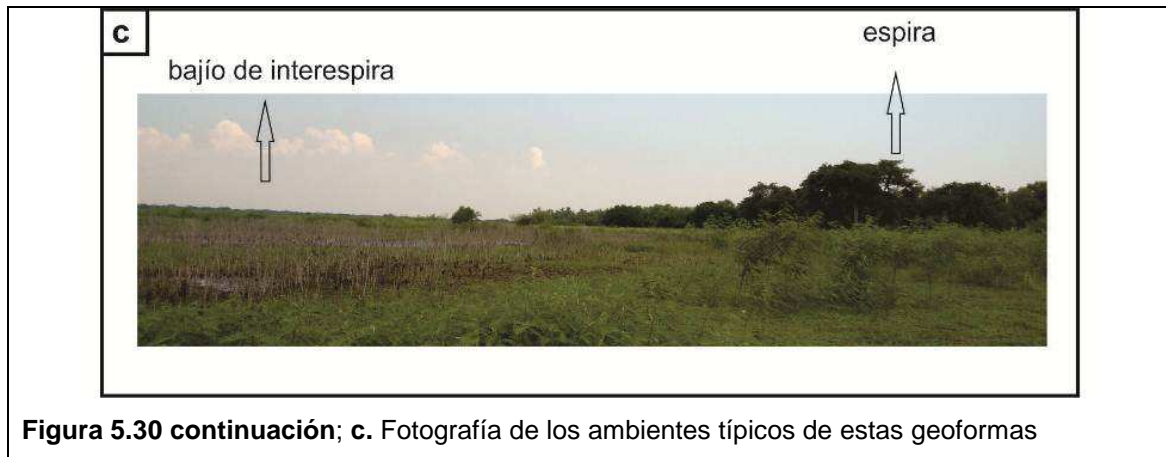 c
espira
bajío de interespira
Figura 5.30 continuación; c. Fotografía de los ambientes típicos de estas geoformas